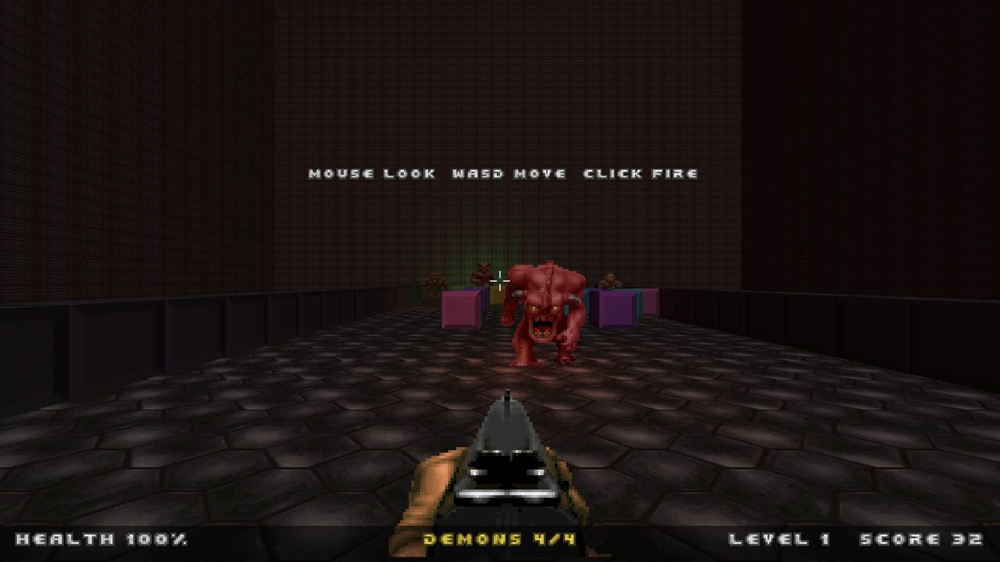 MOUSE LOOK WASD MOVE CLICK FIRE
HEALTH 100% DEMONS 4/4 LEVEL 1 SCORE 32